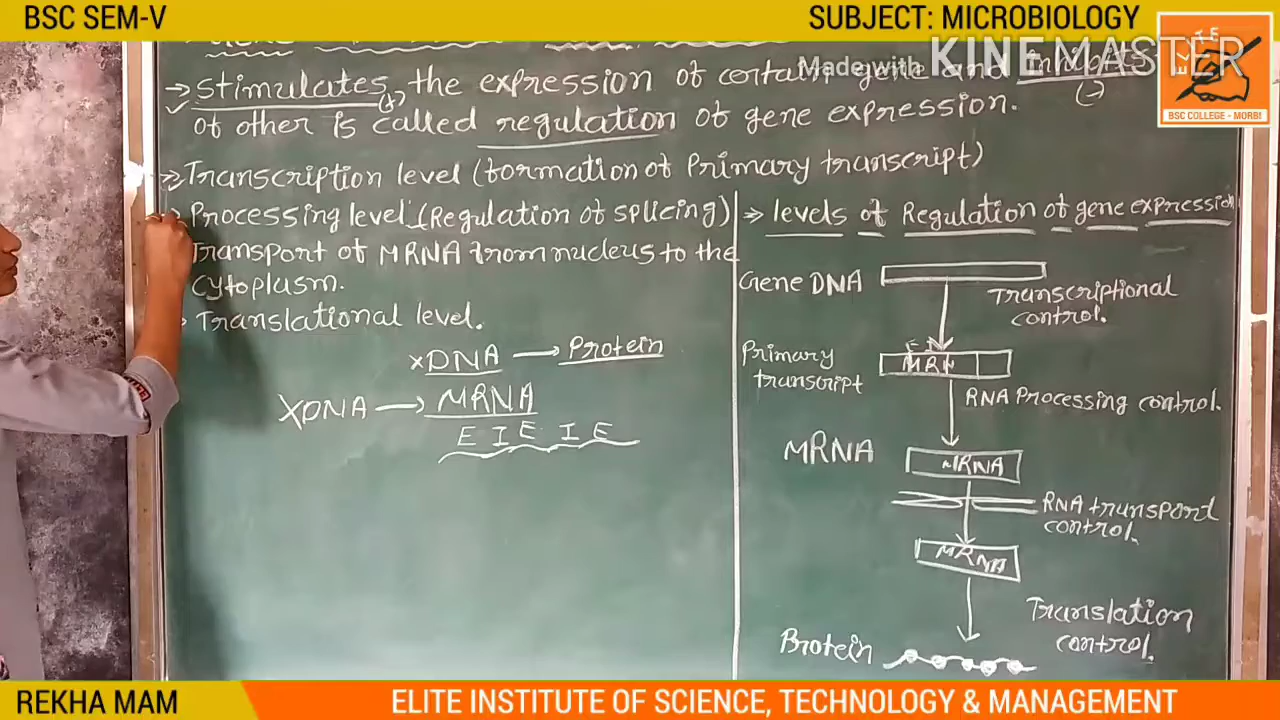 BSC SEM-V
SUBJECT: MICROBIOLOGY
Made with KINEMASTER
ELITE
BSC COLLEGE - MORBI
→ Stimulates the expression of certain gene and inhibits
(+)
(-)
of other is called regulation of gene expression.
Transcription level (formation of Primary transcript)
Processing level (Regulation of splicing)
Transport of MRNA from nucleus to the
Cytoplasm.
Translational level.
xDNA → Protein
XDNA → MRNA
E I E I E
levels of Regulation of gene expression
Gene DNA
Transcriptional
control.
Primary
transcript
MRN
RNA Processing control.
MRNA
MRNA
RNA transport
control.
MRNA
Translation
control.
Protein
REKHA MAM
ELITE INSTITUTE OF SCIENCE, TECHNOLOGY & MANAGEMENT